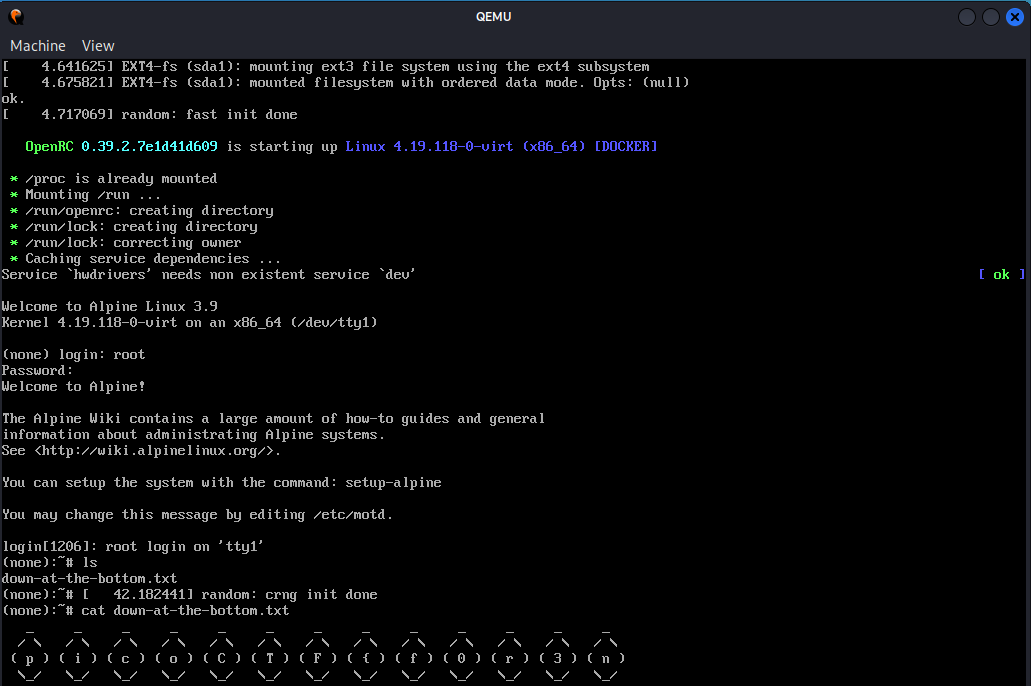 QEMU
Machine View
[    4.641625] EXT4-fs (sda1): mounting ext3 file system using the ext4 subsystem
[    4.675821] EXT4-fs (sda1): mounted filesystem with ordered data mode. Opts: (null)
ok.
[    4.717069] random: fast init done
OpenRC 0.39.2.7e1d41d609 is starting up Linux 4.19.118-0-virt (x86_64) [DOCKER]
* /proc is already mounted
* Mounting /run ...
* /run/openrc: creating directory
* /run/lock: creating directory
* /run/lock: correcting owner
* Caching service dependencies ...
Service `hwdrivers' needs non existent service `dev' [ ok ]
Welcome to Alpine Linux 3.9
Kernel 4.19.118-0-virt on an x86_64 (/dev/tty1)
(none) login: root
Password:
Welcome to Alpine!
The Alpine Wiki contains a large amount of how-to guides and general
information about administrating Alpine systems.
See <http://wiki.alpinelinux.org/>.
You can setup the system with the command: setup-alpine
You may change this message by editing /etc/motd.
login[1206]: root login on 'tty1'
(none):~# ls
down-at-the-bottom.txt
(none):~# [   42.182441] random: crng init done
(none):~# cat down-at-the-bottom.txt
( p ) ( i ) ( c ) ( o ) ( C ) ( T ) ( F ) ( { ) ( f ) ( 0 ) ( r ) ( 3 ) ( n )